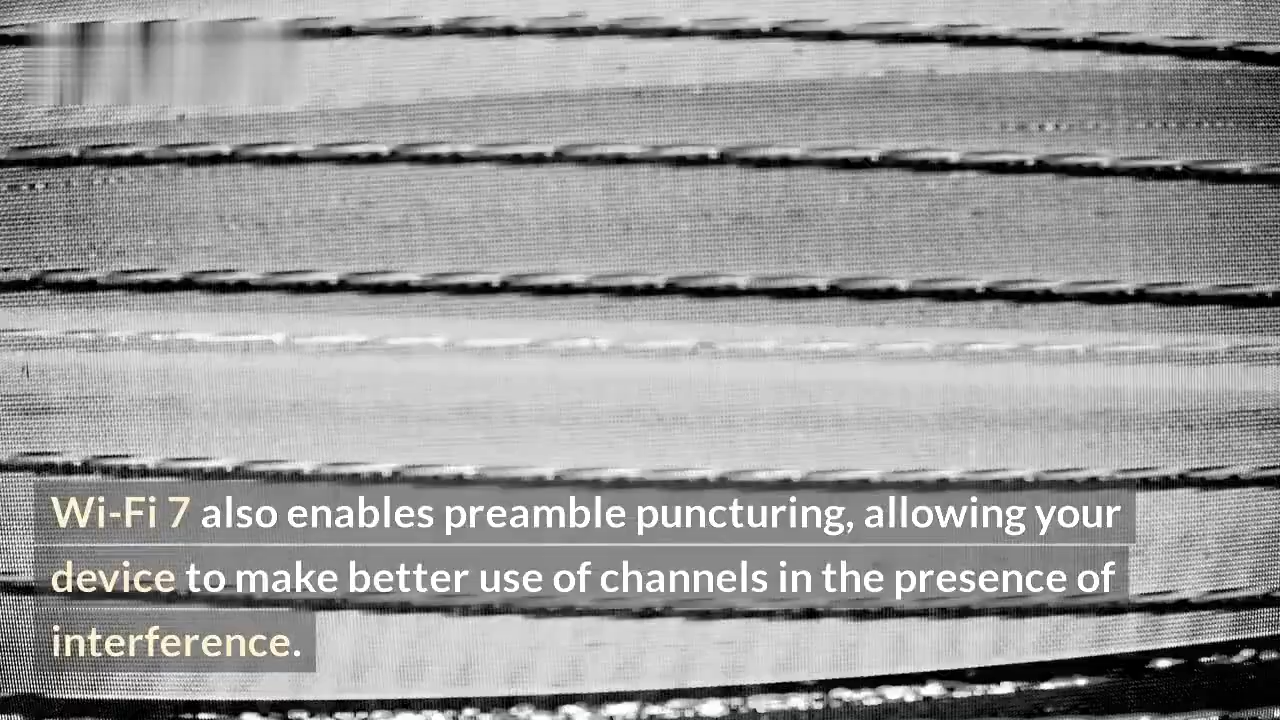 Wi-Fi 7 also enables preamble puncturing, allowing your
device to make better use of channels in the presence of
interference.